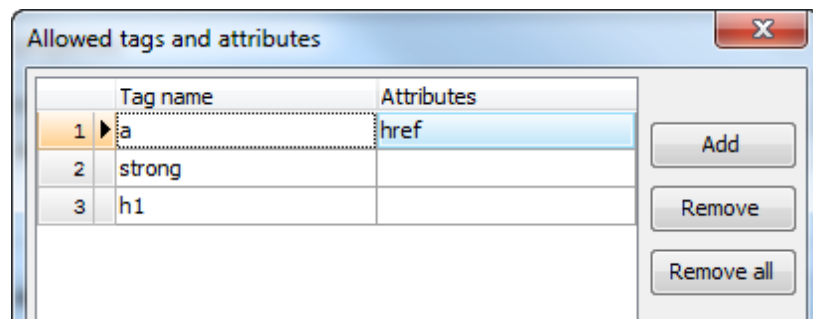 Allowed tags and attributes
Tag name Attributes
1 a href
2 strong
3 h1
Add
Remove
Remove all